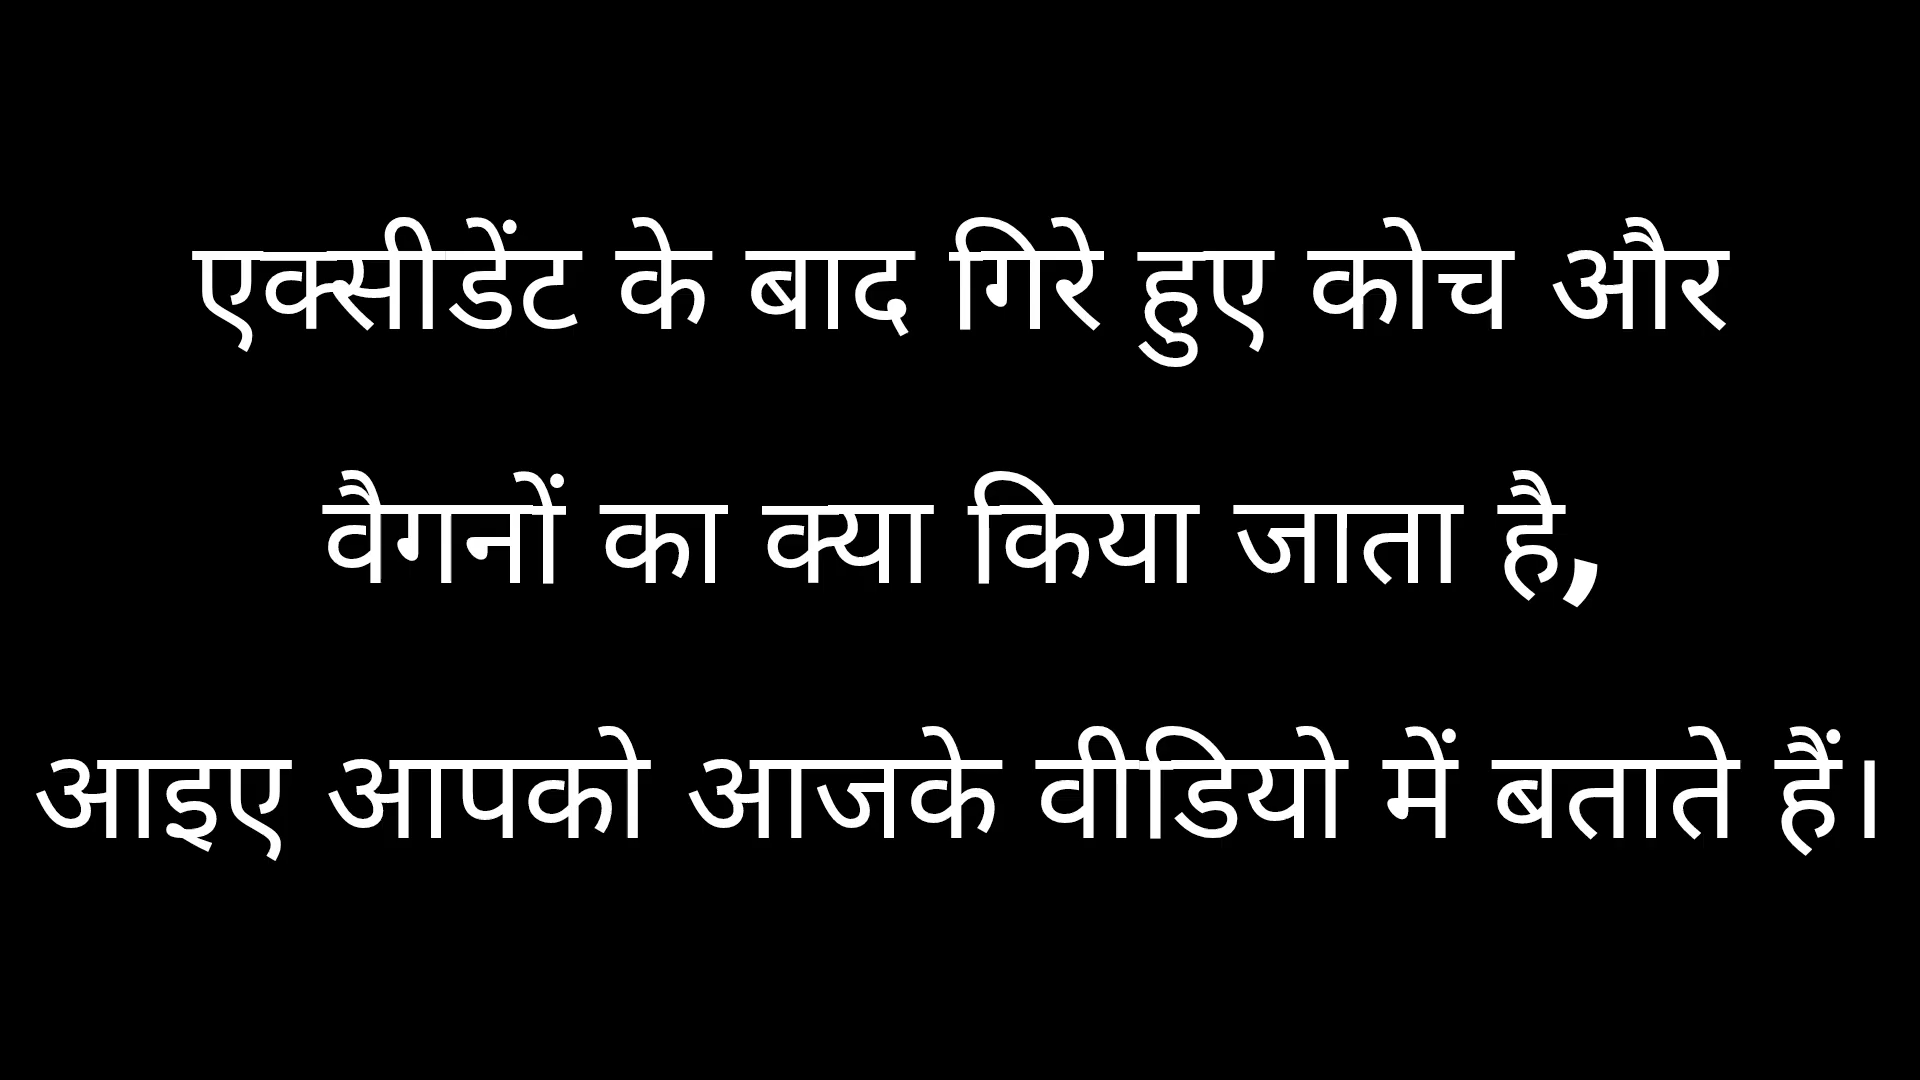 एक्सीडेंट के बाद गिरे हुए कोच और
वैगनों का क्या किया जाता है,
आइए आपको आजके वीडियो में बताते हैं।